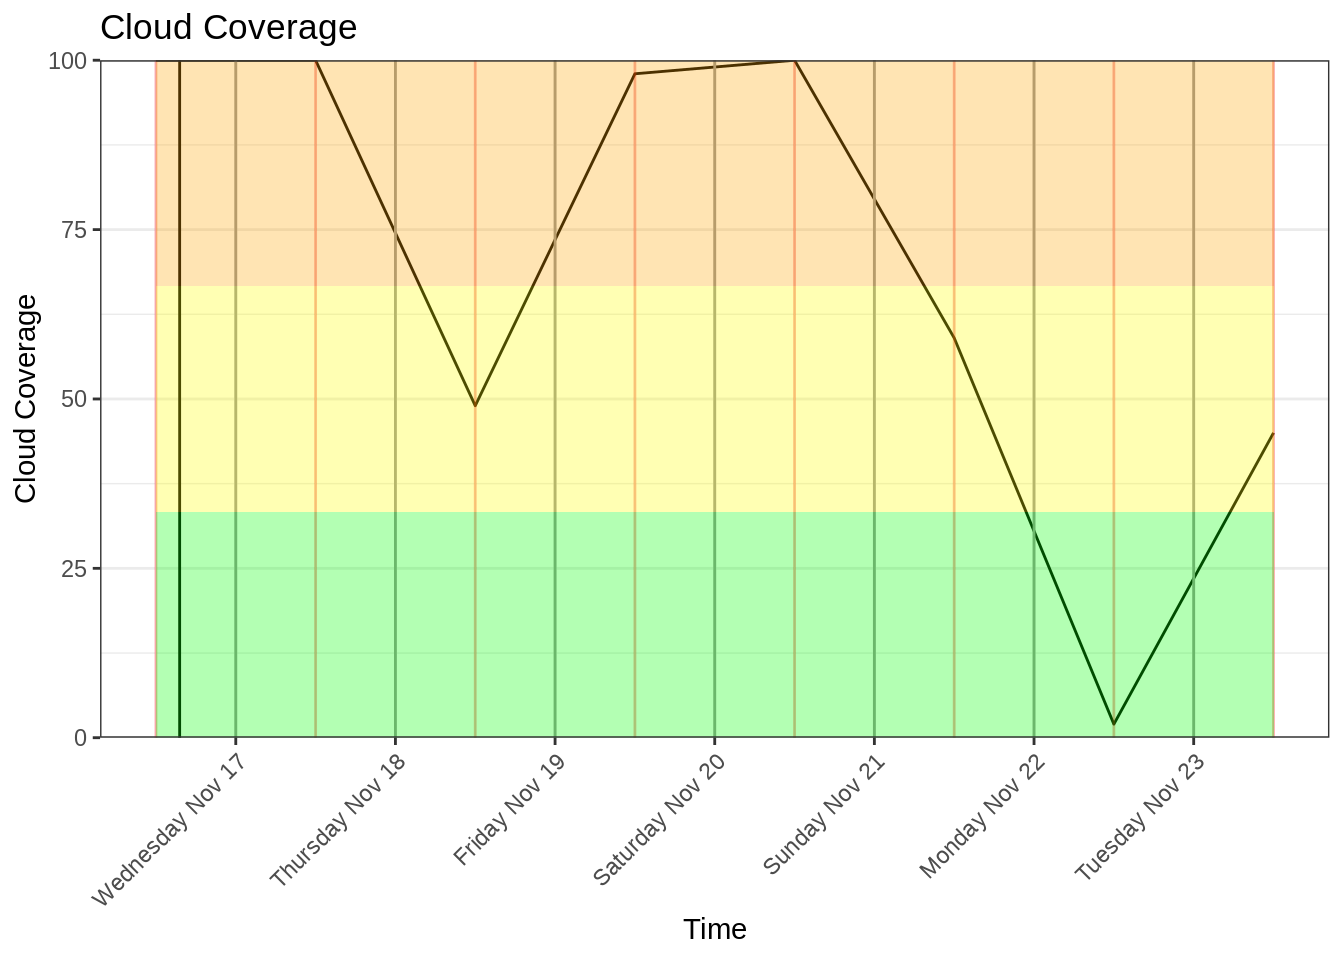 Cloud Coverage
100
75
50
25
0
Cloud Coverage
Wednesday Nov 17
Thursday Nov 18
Friday Nov 19
Saturday Nov 20
Sunday Nov 21
Monday Nov 22
Tuesday Nov 23
Time